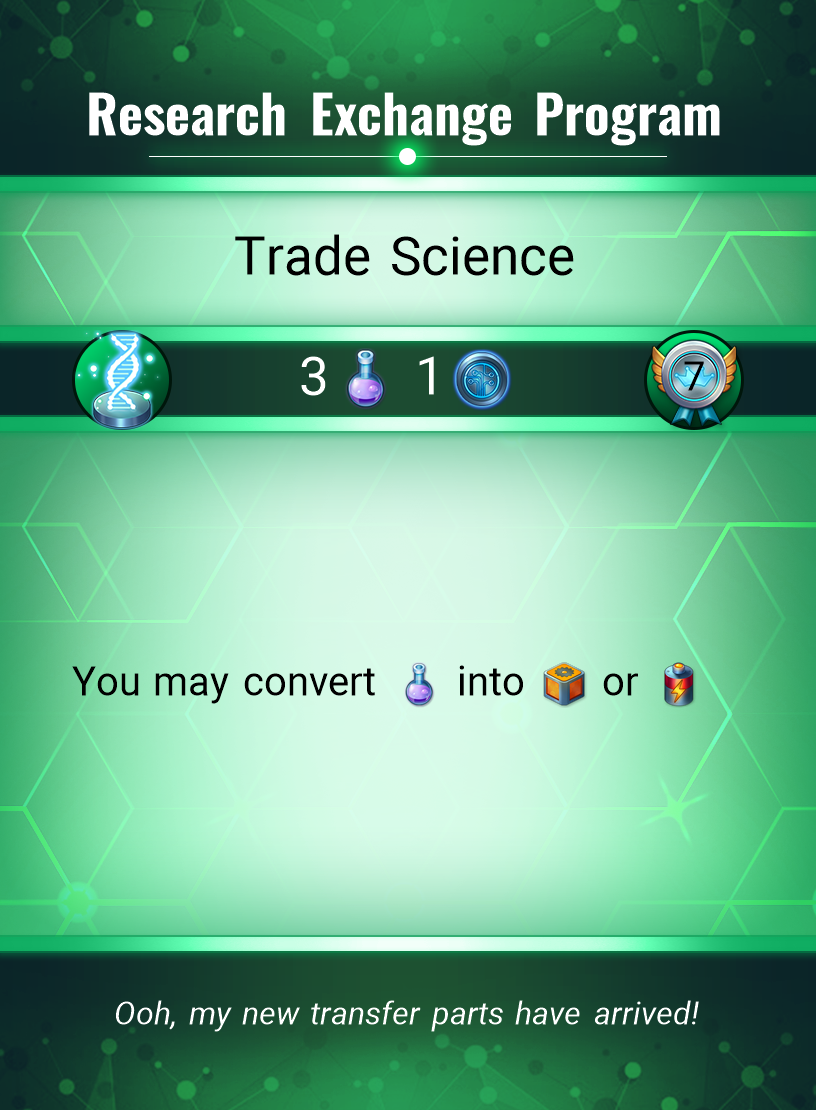 Research Exchange Program
Trade Science
3 1 7
You may convert into or
Ooh, my new transfer parts have arrived!